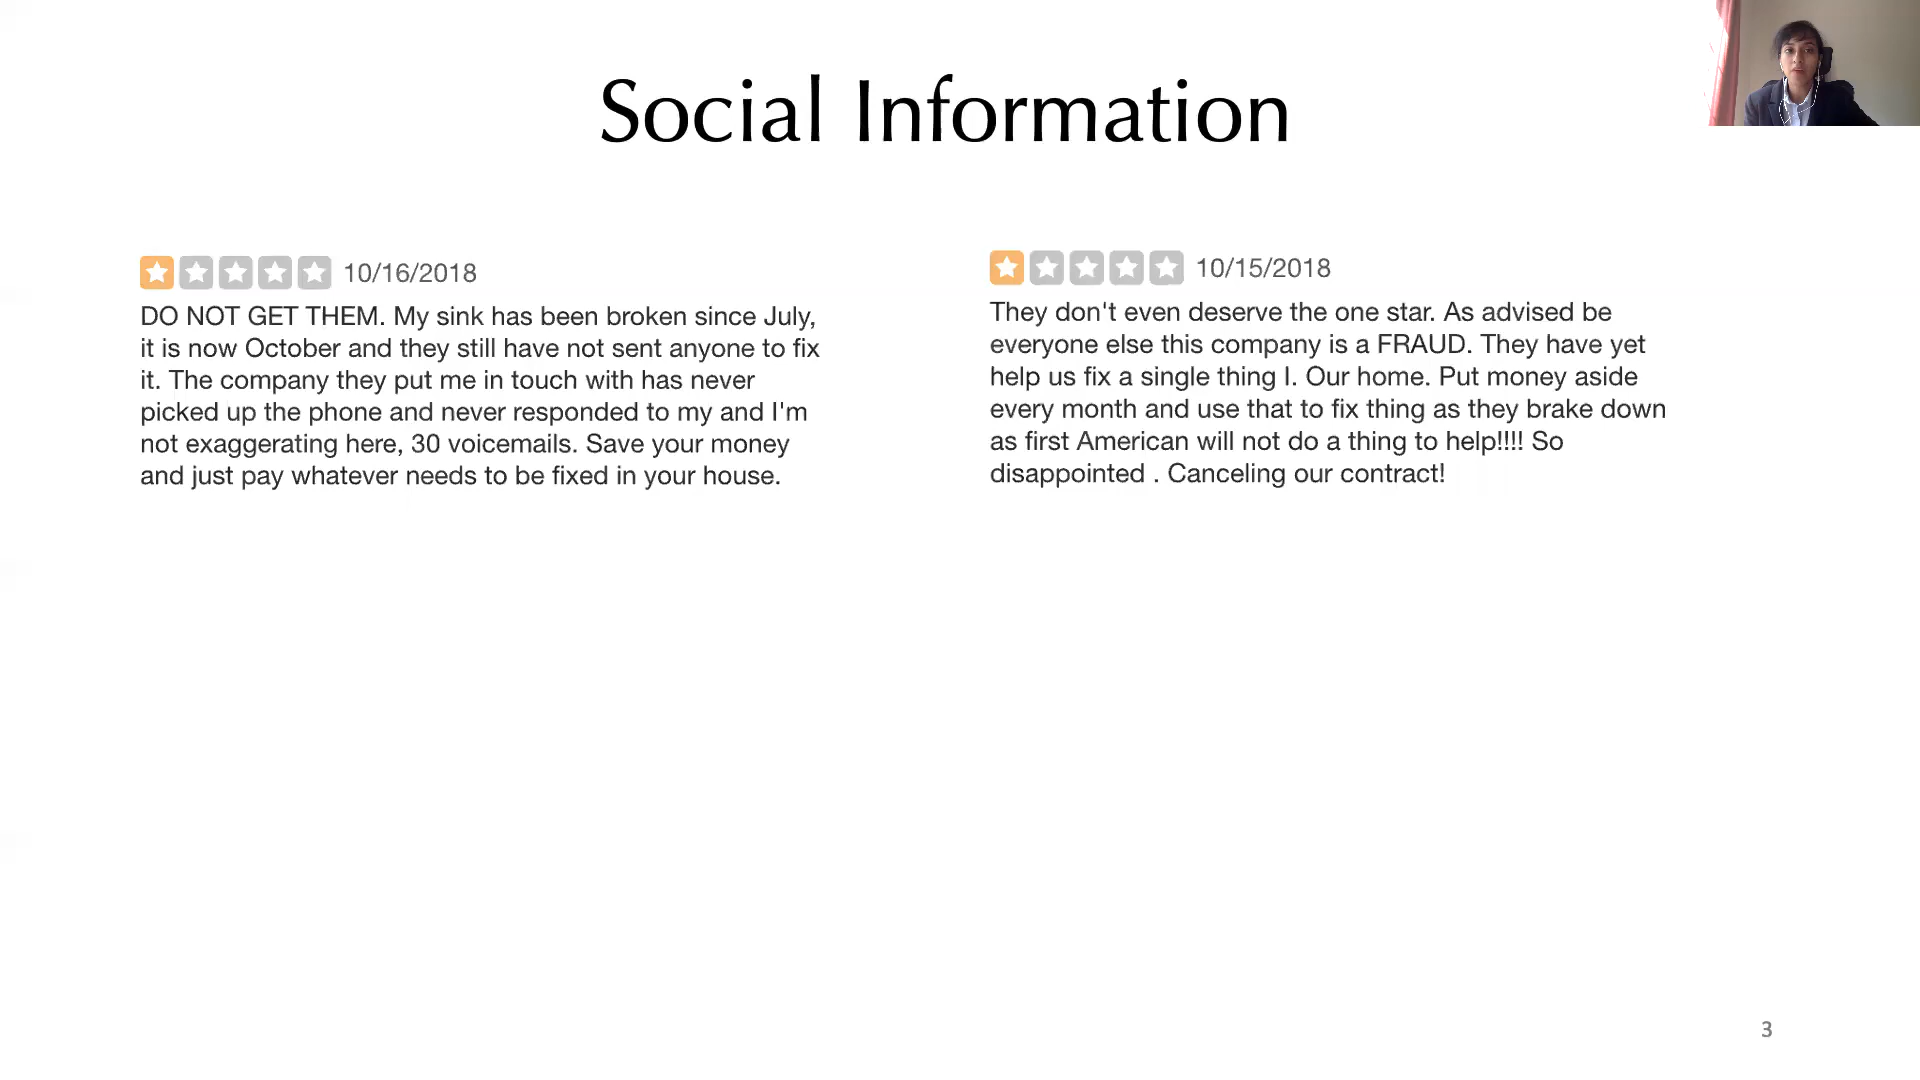 Social Information
10/16/2018
DO NOT GET THEM. My sink has been broken since July,
it is now October and they still have not sent anyone to fix
it. The company they put me in touch with has never
picked up the phone and never responded to my and I'm
not exaggerating here, 30 voicemails. Save your money
and just pay whatever needs to be fixed in your house.
10/15/2018
They don't even deserve the one star. As advised be
everyone else this company is a FRAUD. They have yet
help us fix a single thing I. Our home. Put money aside
every month and use that to fix thing as they brake down
as first American will not do a thing to help!!!! So
disappointed . Canceling our contract!
3